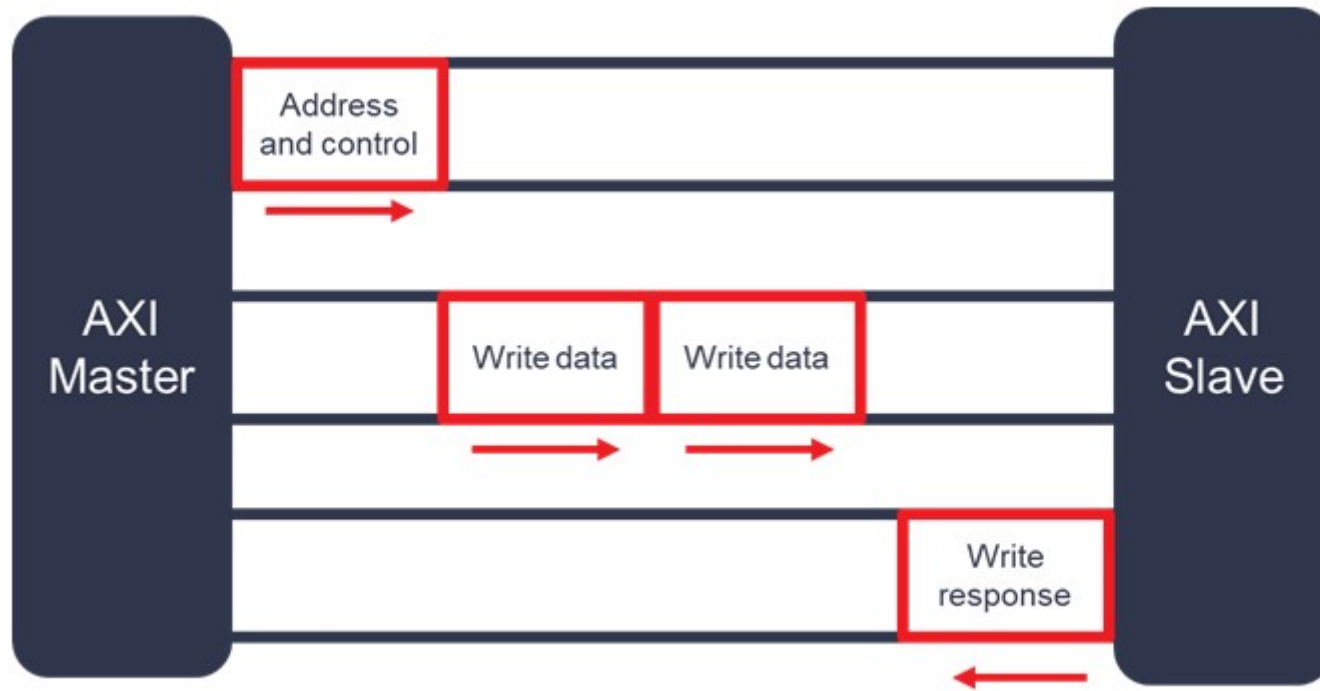 AXI
Master
Address
and control
Write data
Write data
Write
response
AXI
Slave